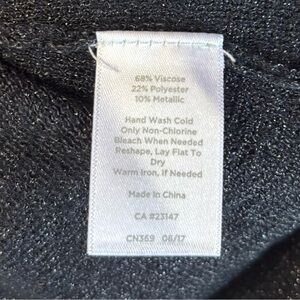 68% Viscose
22% Polyester
10% Metallic
Hand Wash Cold
Only Non-Chlorine
Bleach When Needed
Reshape, Lay Flat To
Dry
Warm Iron, If Needed
Made In China
CA #23147
CN369 06/17